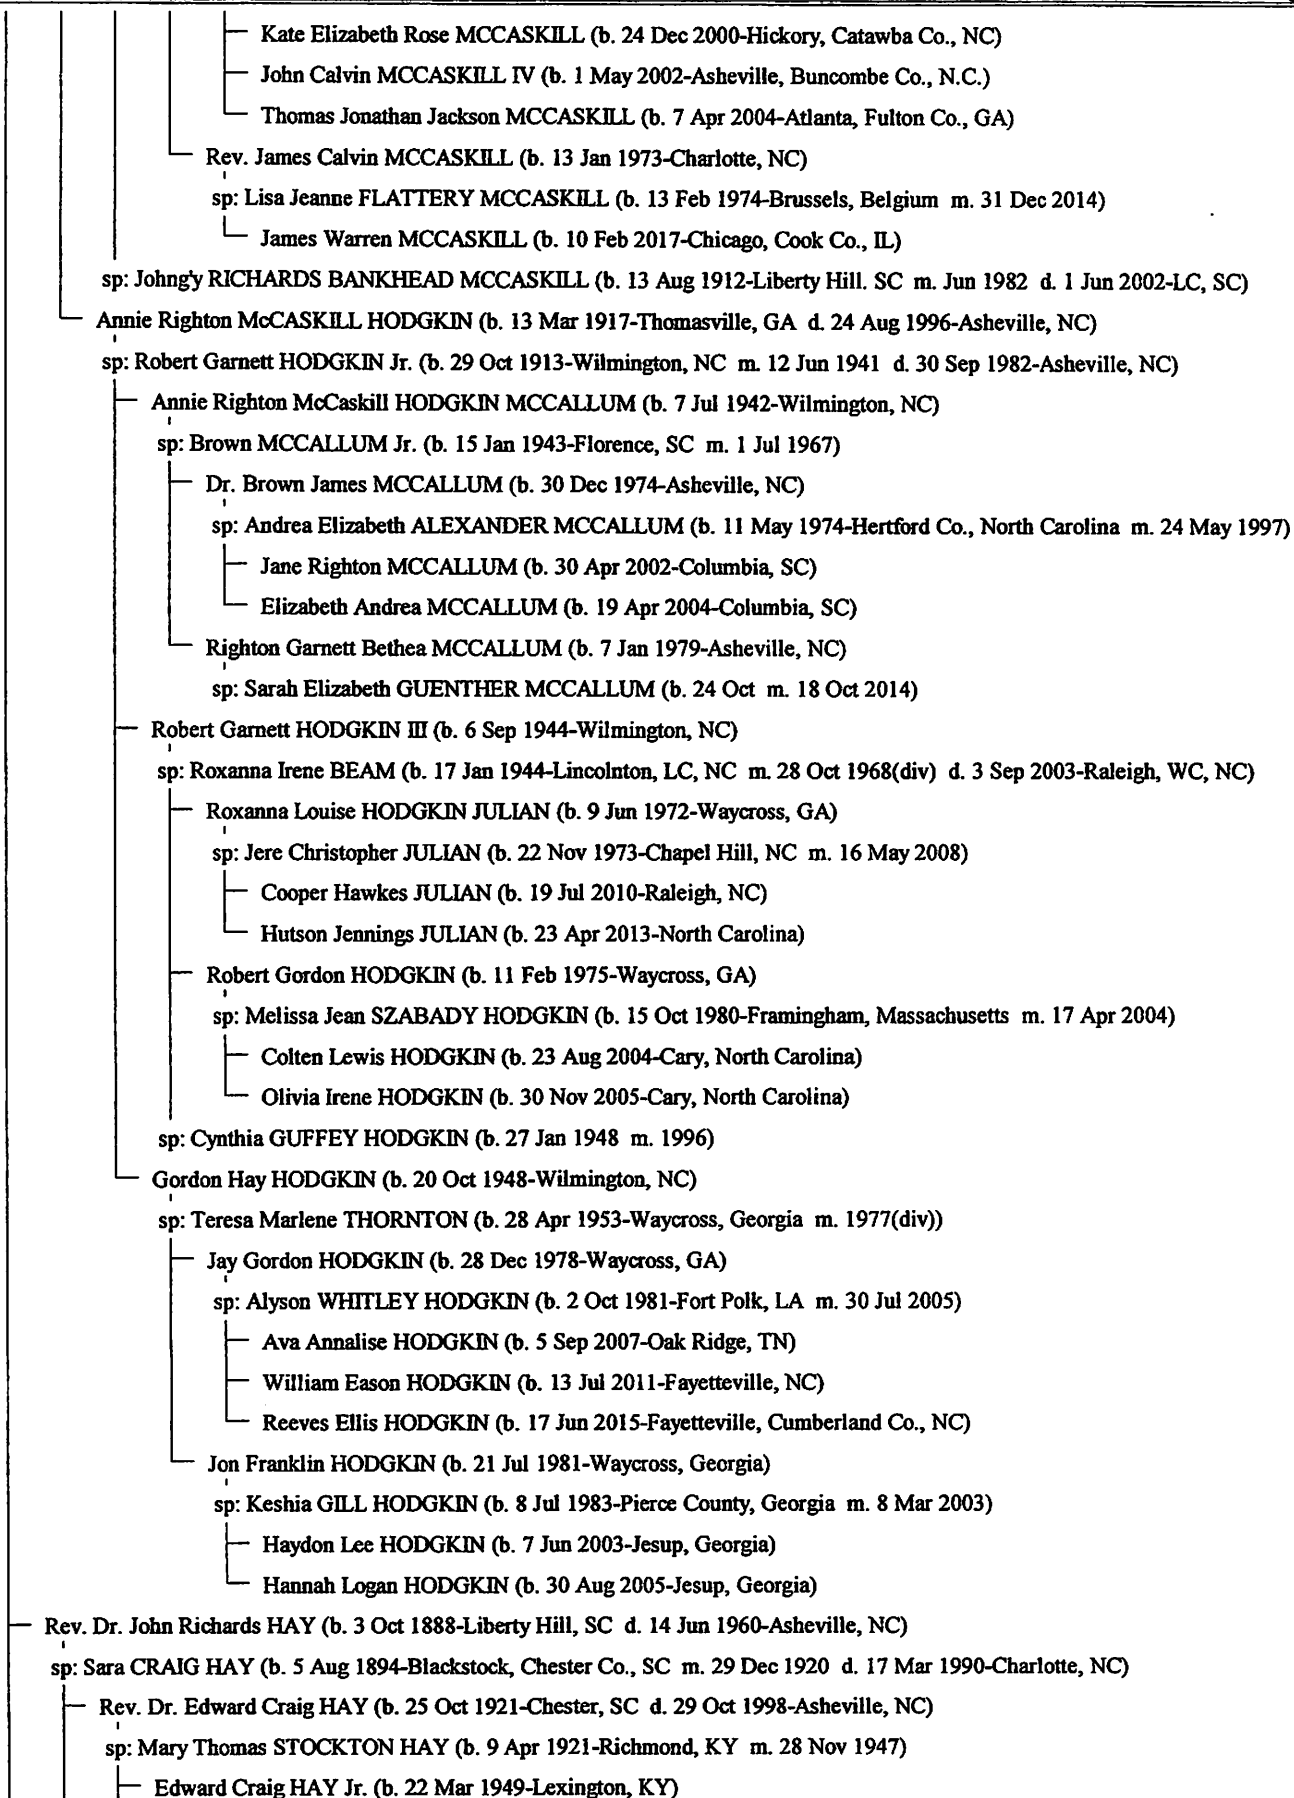 Kate Elizabeth Rose MCCASKILL (b. 24 Dec 2000-Hickory, Catawba Co., NC)
John Calvin MCCASKILL IV (b. 1 May 2002-Asheville, Buncombe Co., N.C.)
Thomas Jonathan Jackson MCCASKILL (b. 7 Apr 2004-Atlanta, Fulton Co., GA)
Rev. James Calvin MCCASKILL (b. 13 Jan 1973-Charlotte, NC)
sp: Lisa Jeanne FLATTERY MCCASKILL (b. 13 Feb 1974-Brussels, Belgium m. 31 Dec 2014)
James Warren MCCASKILL (b. 10 Feb 2017-Chicago, Cook Co., IL)
sp: Johng'y RICHARDS BANKHEAD MCCASKILL (b. 13 Aug 1912-Liberty Hill. SC m. Jun 1982 d. 1 Jun 2002-LC, SC)
Annie Righton McCASKILL HODGKIN (b. 13 Mar 1917-Thomasville, GA d. 24 Aug 1996-Asheville, NC)
sp: Robert Garnett HODGKIN Jr. (b. 29 Oct 1913-Wilmington, NC m. 12 Jun 1941 d. 30 Sep 1982-Asheville, NC)
Annie Righton McCaskill HODGKIN MCCALLUM (b. 7 Jul 1942-Wilmington, NC)
sp: Brown MCCALLUM Jr. (b. 15 Jan 1943-Florence, SC m. 1 Jul 1967)
Dr. Brown James MCCALLUM (b. 30 Dec 1974-Asheville, NC)
sp: Andrea Elizabeth ALEXANDER MCCALLUM (b. 11 May 1974-Hertford Co., North Carolina m. 24 May 1997)
Jane Righton MCCALLUM (b. 30 Apr 2002-Columbia, SC)
Elizabeth Andrea MCCALLUM (b. 19 Apr 2004-Columbia, SC)
Righton Garnett Bethea MCCALLUM (b. 7 Jan 1979-Asheville, NC)
sp: Sarah Elizabeth GUENTHER MCCALLUM (b. 24 Oct m. 18 Oct 2014)
Robert Garnett HODGKIN III (b. 6 Sep 1944-Wilmington, NC)
sp: Roxanna Irene BEAM (b. 17 Jan 1944-Lincolnton, LC, NC m. 28 Oct 1968(div) d. 3 Sep 2003-Raleigh, WC, NC)
Roxanna Louise HODGKIN JULIAN (b. 9 Jun 1972-Waycross, GA)
sp: Jere Christopher JULIAN (b. 22 Nov 1973-Chapel Hill, NC m. 16 May 2008)
Cooper Hawkes JULIAN (b. 19 Jul 2010-Raleigh, NC)
Hutson Jennings JULIAN (b. 23 Apr 2013-North Carolina)
Robert Gordon HODGKIN (b. 11 Feb 1975-Waycross, GA)
sp: Melissa Jean SZABADY HODGKIN (b. 15 Oct 1980-Framingham, Massachusetts m. 17 Apr 2004)
Colten Lewis HODGKIN (b. 23 Aug 2004-Cary, North Carolina)
Olivia Irene HODGKIN (b. 30 Nov 2005-Cary, North Carolina)
sp: Cynthia GUFFEY HODGKIN (b. 27 Jan 1948 m. 1996)
Gordon Hay HODGKIN (b. 20 Oct 1948-Wilmington, NC)
sp: Teresa Marlene THORNTON (b. 28 Apr 1953-Waycross, Georgia m. 1977(div))
Jay Gordon HODGKIN (b. 28 Dec 1978-Waycross, GA)
sp: Alyson WHITLEY HODGKIN (b. 2 Oct 1981-Fort Polk, LA m. 30 Jul 2005)
Ava Annalise HODGKIN (b. 5 Sep 2007-Oak Ridge, TN)
William Eason HODGKIN (b. 13 Jul 2011-Fayetteville, NC)
Reeves Ellis HODGKIN (b. 17 Jun 2015-Fayetteville, Cumberland Co., NC)
Jon Franklin HODGKIN (b. 21 Jul 1981-Waycross, Georgia)
sp: Keshia GILL HODGKIN (b. 8 Jul 1983-Pierce County, Georgia m. 8 Mar 2003)
Haydon Lee HODGKIN (b. 7 Jun 2003-Jesup, Georgia)
Hannah Logan HODGKIN (b. 30 Aug 2005-Jesup, Georgia)
Rev. Dr. John Richards HAY (b. 3 Oct 1888-Liberty Hill, SC d. 14 Jun 1960-Asheville, NC)
sp: Sara CRAIG HAY (b. 5 Aug 1894-Blackstock, Chester Co., SC m. 29 Dec 1920 d. 17 Mar 1990-Charlotte, NC)
Rev. Dr. Edward Craig HAY (b. 25 Oct 1921-Chester, SC d. 29 Oct 1998-Asheville, NC)
sp: Mary Thomas STOCKTON HAY (b. 9 Apr 1921-Richmond, KY m. 28 Nov 1947)
Edward Craig HAY Jr. (b. 22 Mar 1949-Lexington, KY)